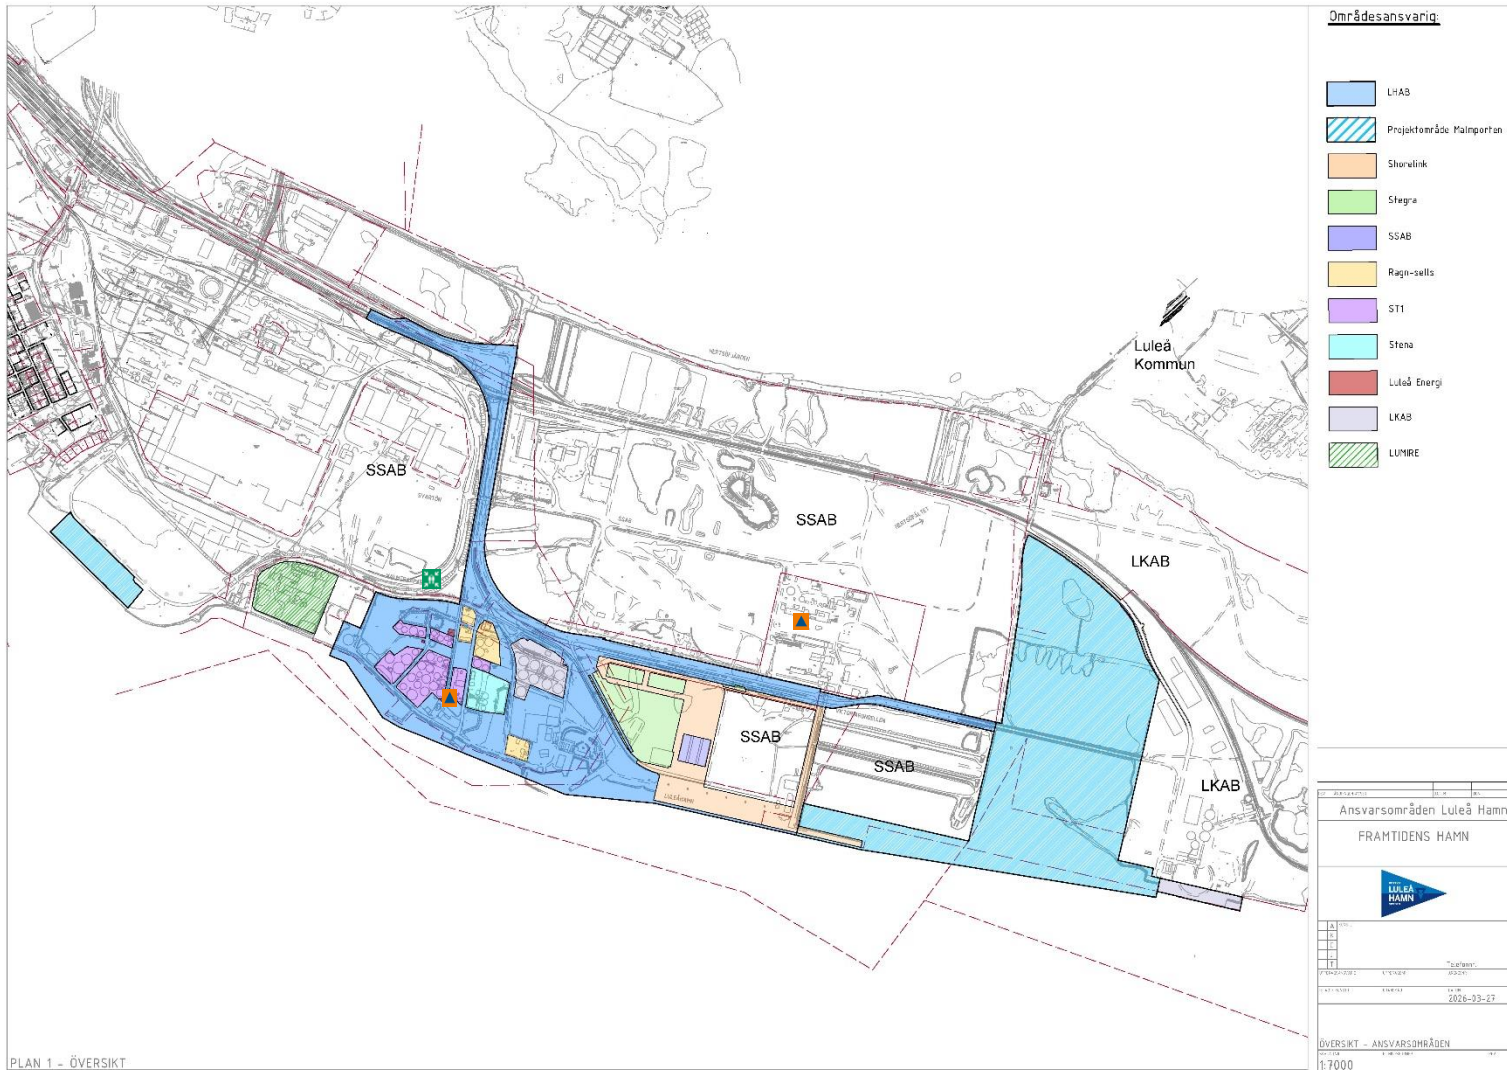 Områdesansvarig:
LHAB
Projektområde Malmporten
Shorelink
Stegra
SSAB
Ragn-sells
ST1
Stena
Luleå Energi
LKAB
LUMIRE
Luleå
Kommun
SSAB
SVARTÖN
SSAB
LKAB
SSAB
SSAB
LKAB
Ansvarsområden Luleå Hamn
FRAMTIDENS HAMN
LULEÅ
HAMN
2026-03-27
ÖVERSIKT - ANSVARSOMRÅDEN
1:7000
PLAN 1 - ÖVERSIKT